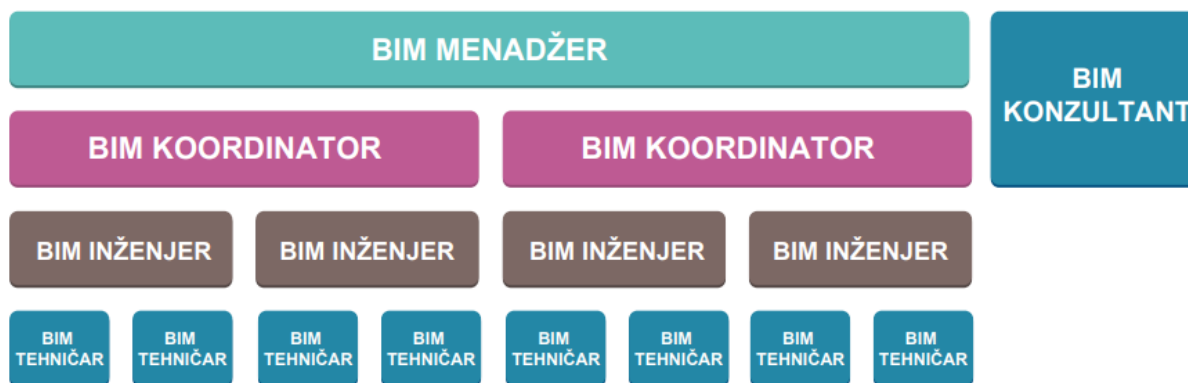 BIM MENADŽER
BIM
KONZULTANT
BIM KOORDINATOR
BIM KOORDINATOR
BIM INŽENJER
BIM INŽENJER
BIM INŽENJER
BIM INŽENJER
BIM
TEHNIČAR
BIM
TEHNIČAR
BIM
TEHNIČAR
BIM
TEHNIČAR
BIM
TEHNIČAR
BIM
TEHNIČAR
BIM
TEHNIČAR
BIM
TEHNIČAR